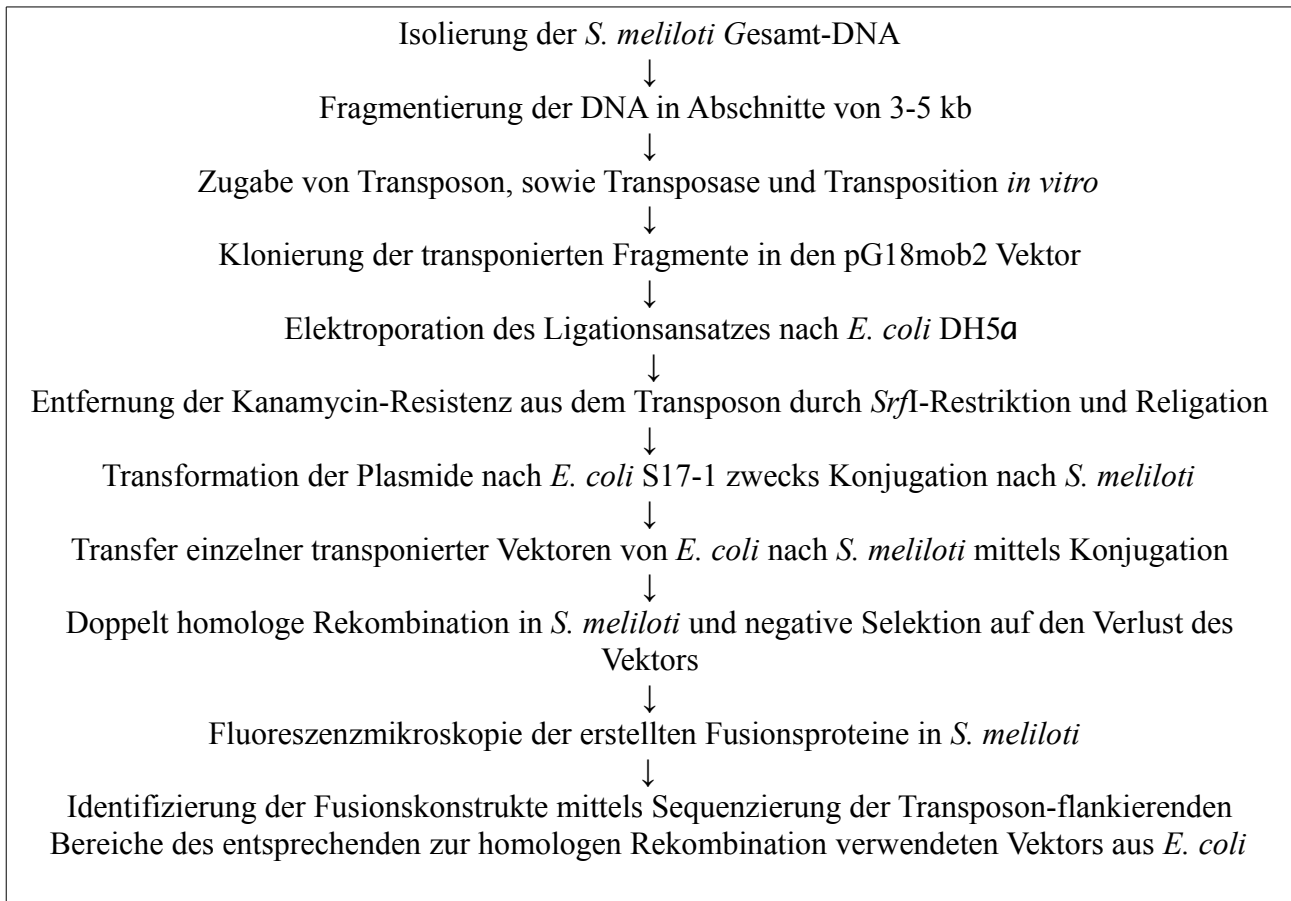 Isolierung der S. meliloti Gesamt-DNA
↓
Fragmentierung der DNA in Abschnitte von 3-5 kb
↓
Zugabe von Transposon, sowie Transposase und Transposition in vitro
↓
Klonierung der transponierten Fragmente in den pG18mob2 Vektor
↓
Elektroporation des Ligationsansatzes nach E. coli DH5α
↓
Entfernung der Kanamycin-Resistenz aus dem Transposon durch SrfI-Restriktion und Religation
↓
Transformation der Plasmide nach E. coli S17-1 zwecks Konjugation nach S. meliloti
↓
Transfer einzelner transponierter Vektoren von E. coli nach S. meliloti mittels Konjugation
↓
Doppelt homologe Rekombination in S. meliloti und negative Selektion auf den Verlust des
Vektors
↓
Fluoreszenzmikroskopie der erstellten Fusionsproteine in S. meliloti
↓
Identifizierung der Fusionskonstrukte mittels Sequenzierung der Transposon-flankierenden
Bereiche des entsprechenden zur homologen Rekombination verwendeten Vektors aus E. coli